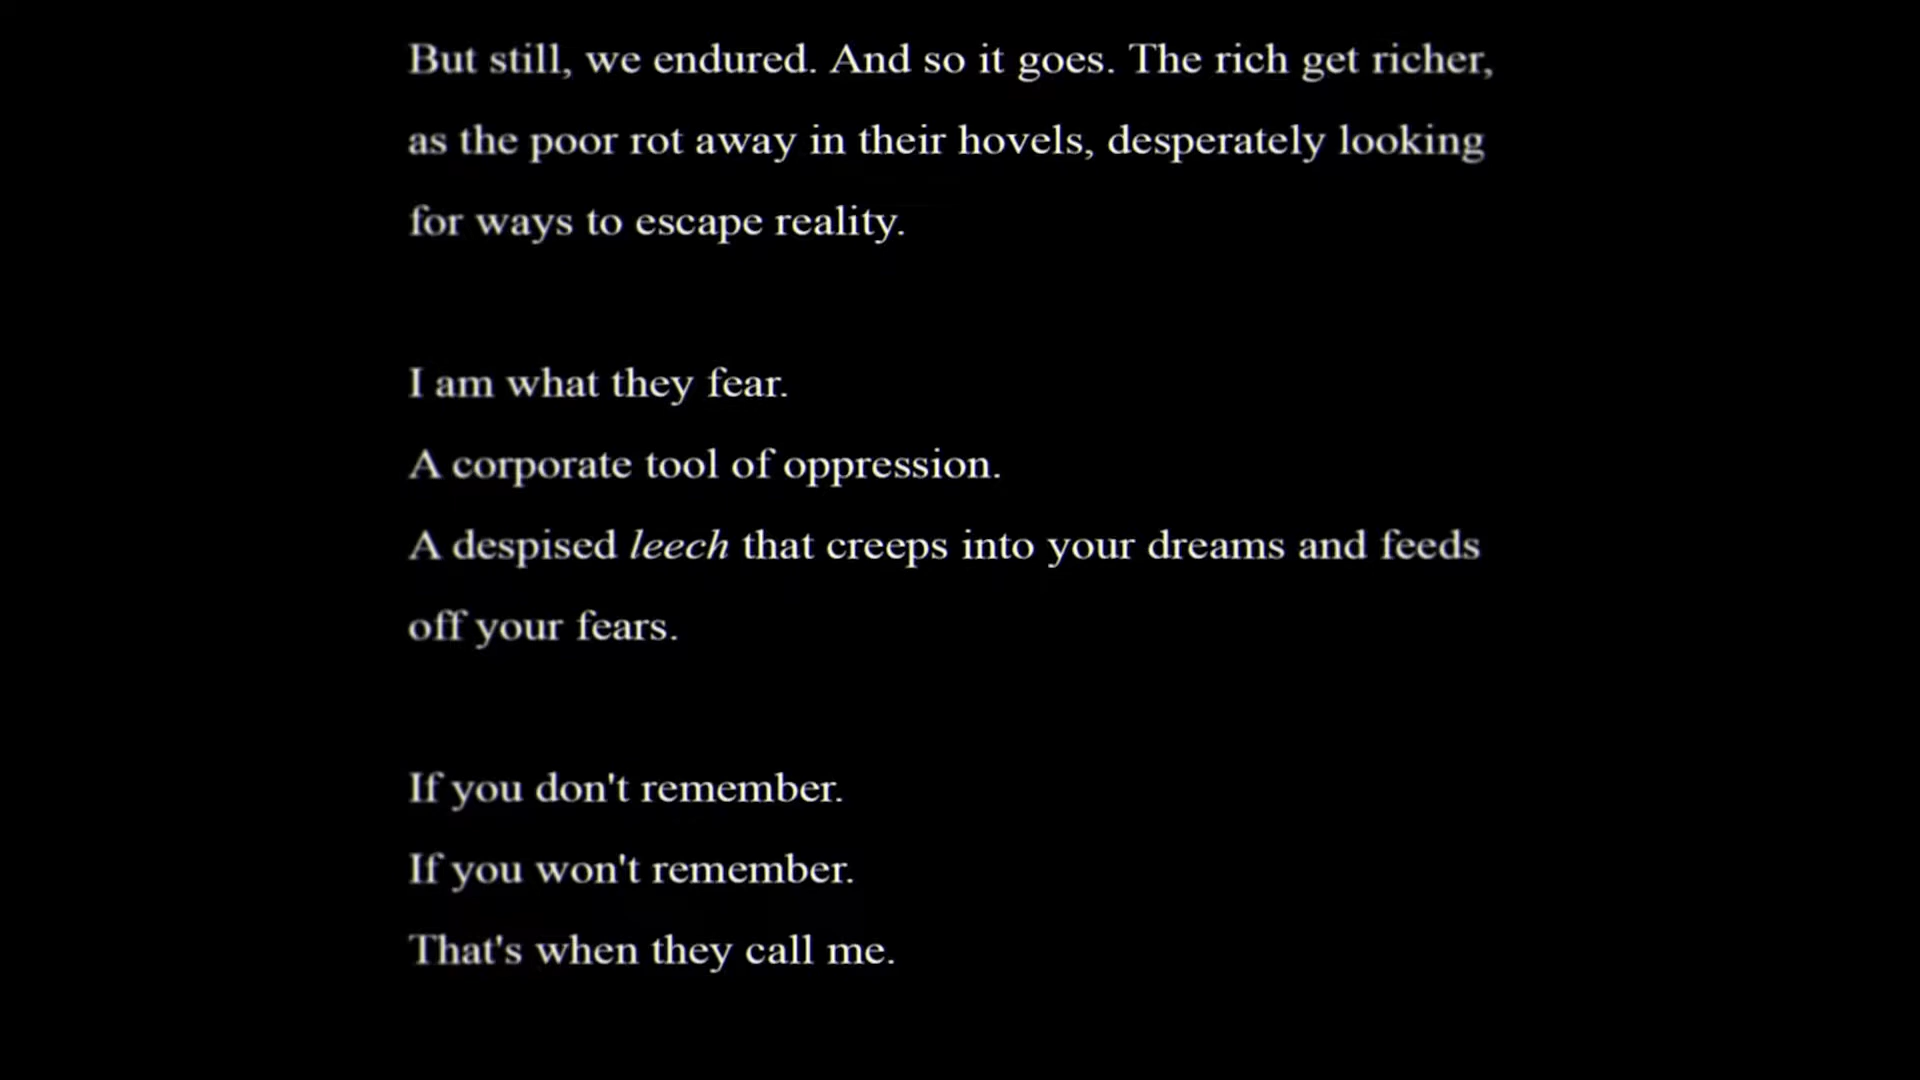 But still, we endured. And so it goes. The rich get richer,
as the poor rot away in their hovels, desperately looking
for ways to escape reality.
I am what they fear.
A corporate tool of oppression.
A despised leech that creeps into your dreams and feeds
off your fears.
If you don't remember.
If you won't remember.
That's when they call me.